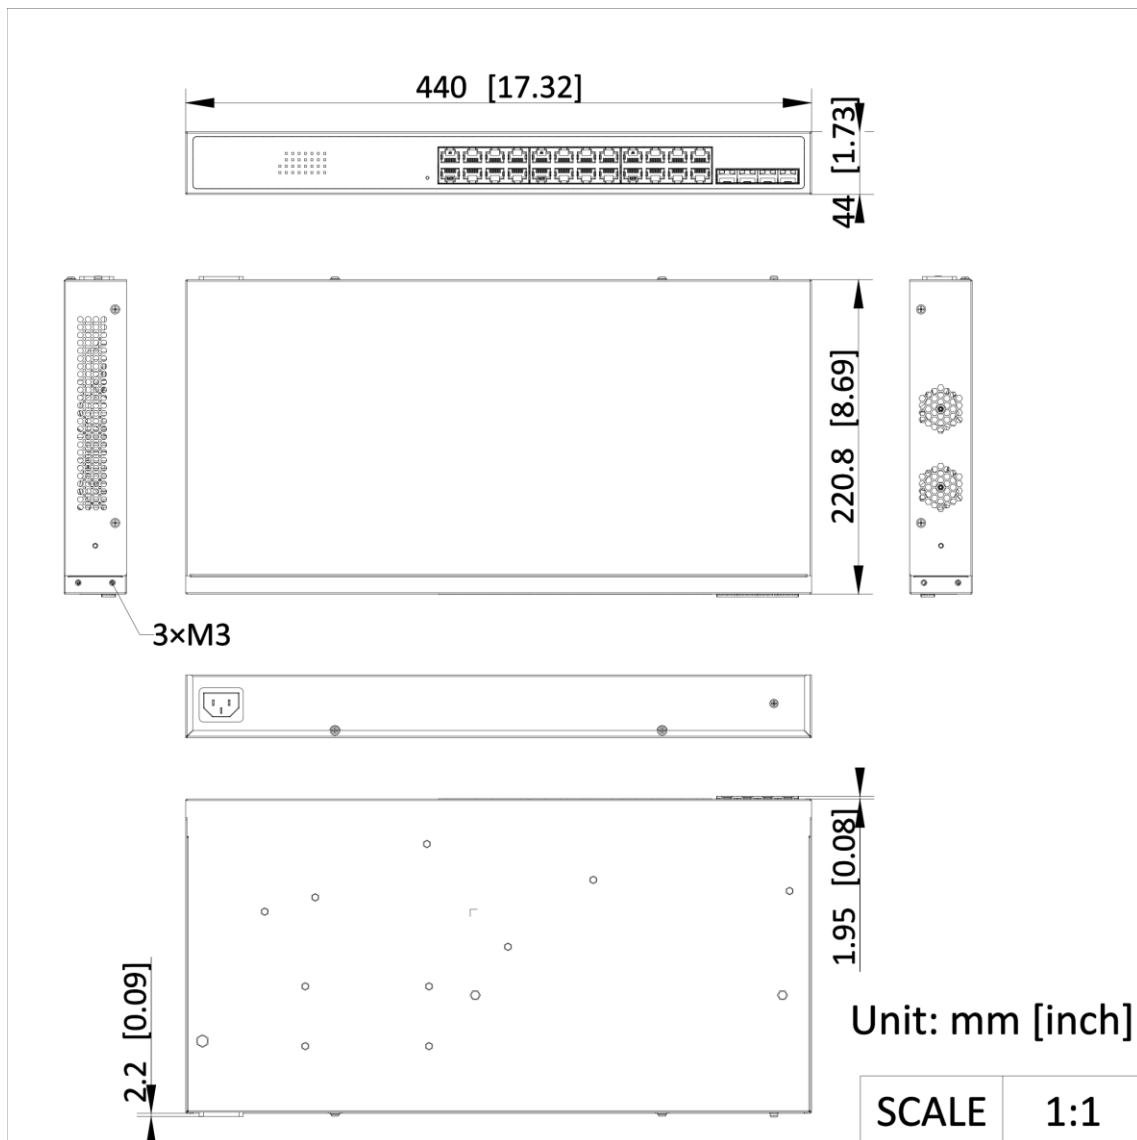 440 [17.32]
44 [1.73]
220.8 [8.69]
3×M3
1.95 [0.08]
2.2 [0.09]
Unit: mm [inch]
SCALE 1:1